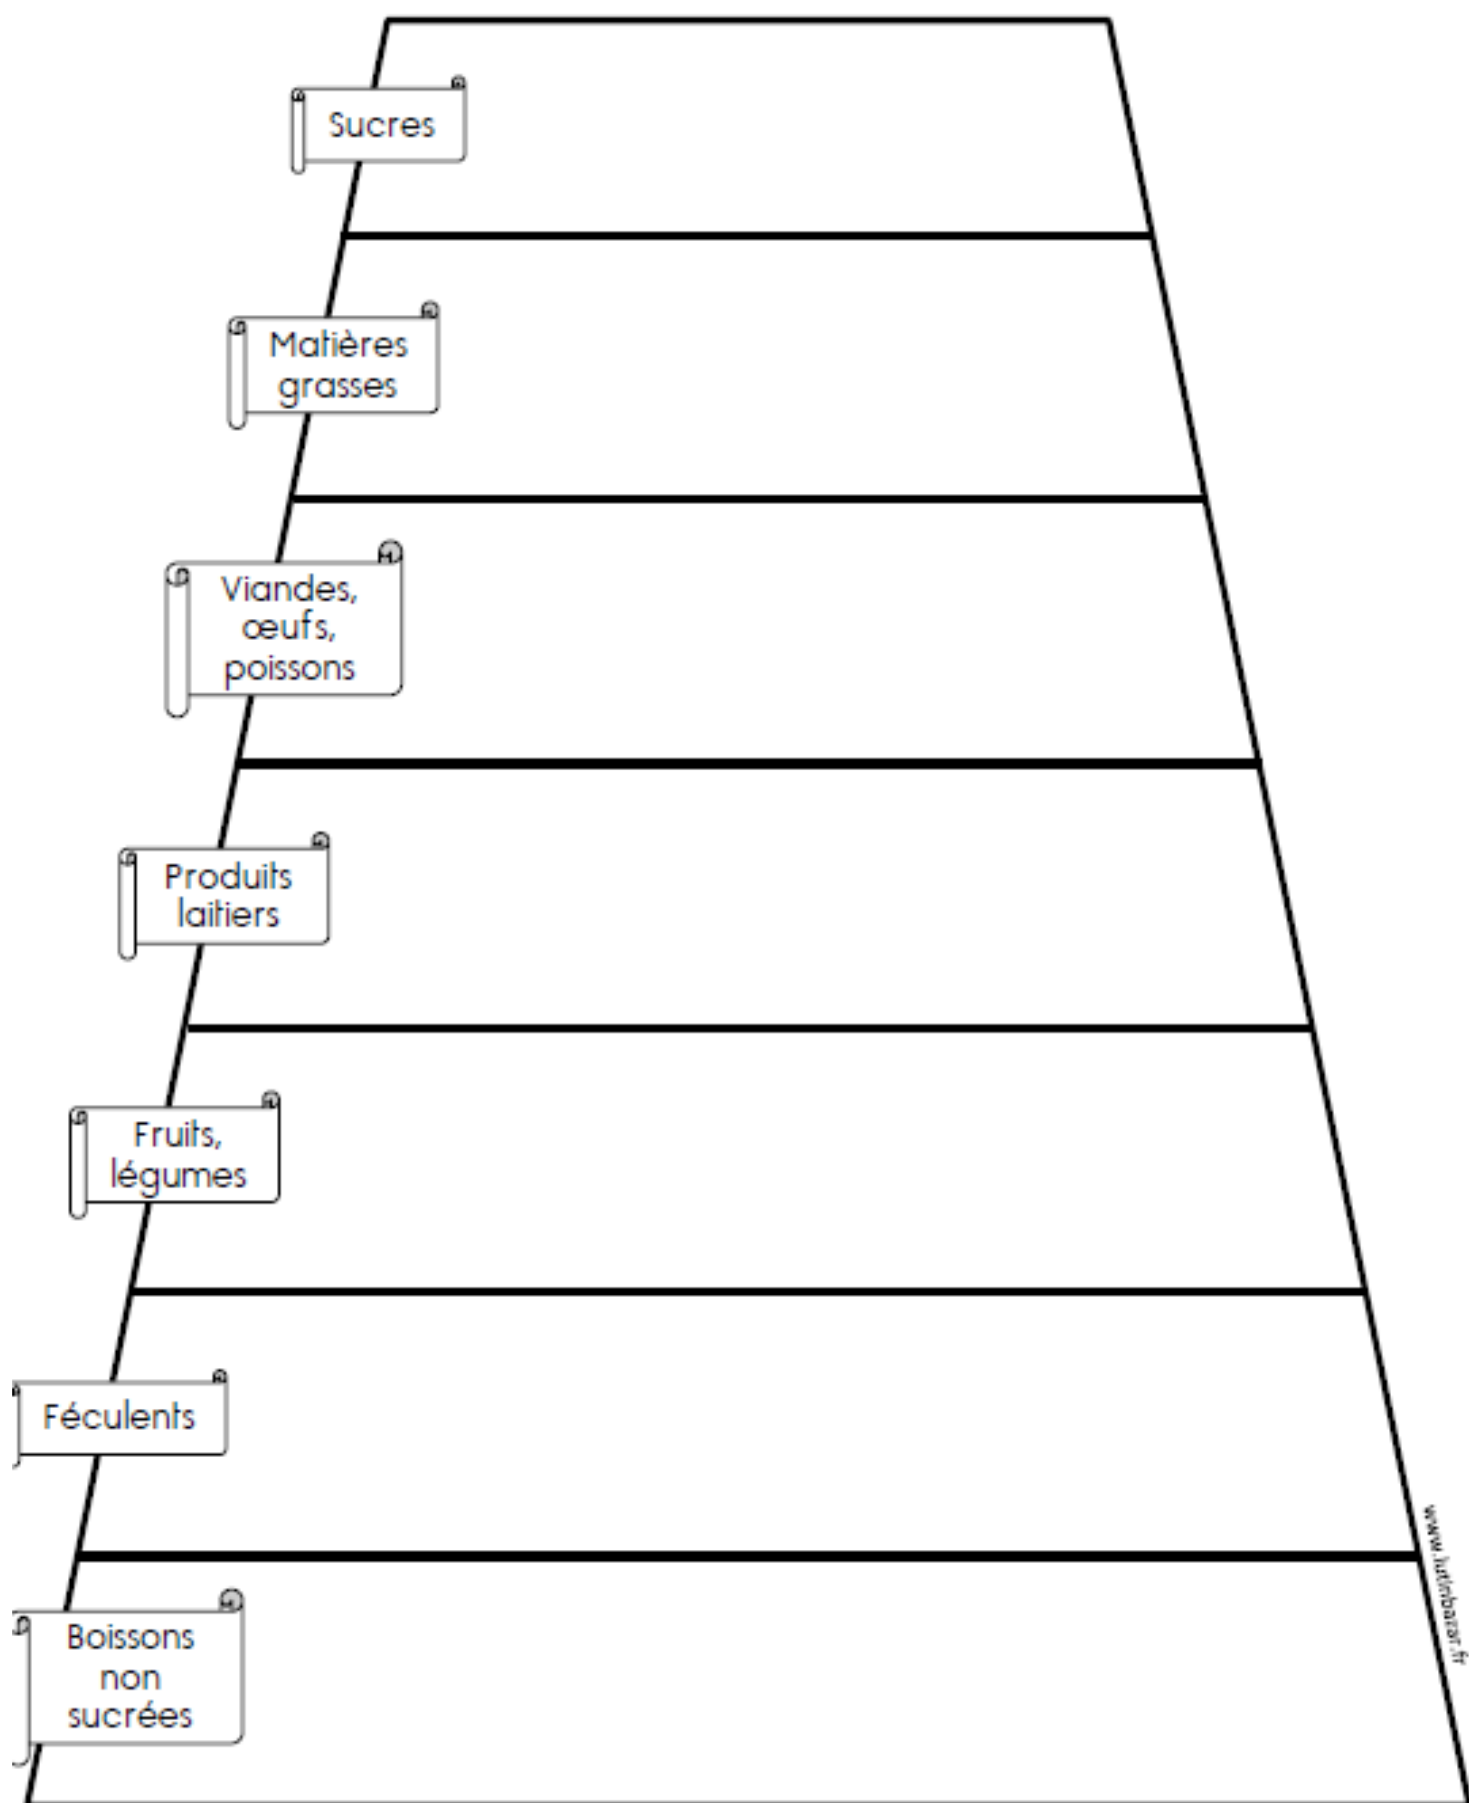 Sucres
Matières
grasses
Viandes,
œufs,
poissons
Produits
laitiers
Fruits,
légumes
Féculents
Boissons
non
sucrées
www.lutinbazar.fr